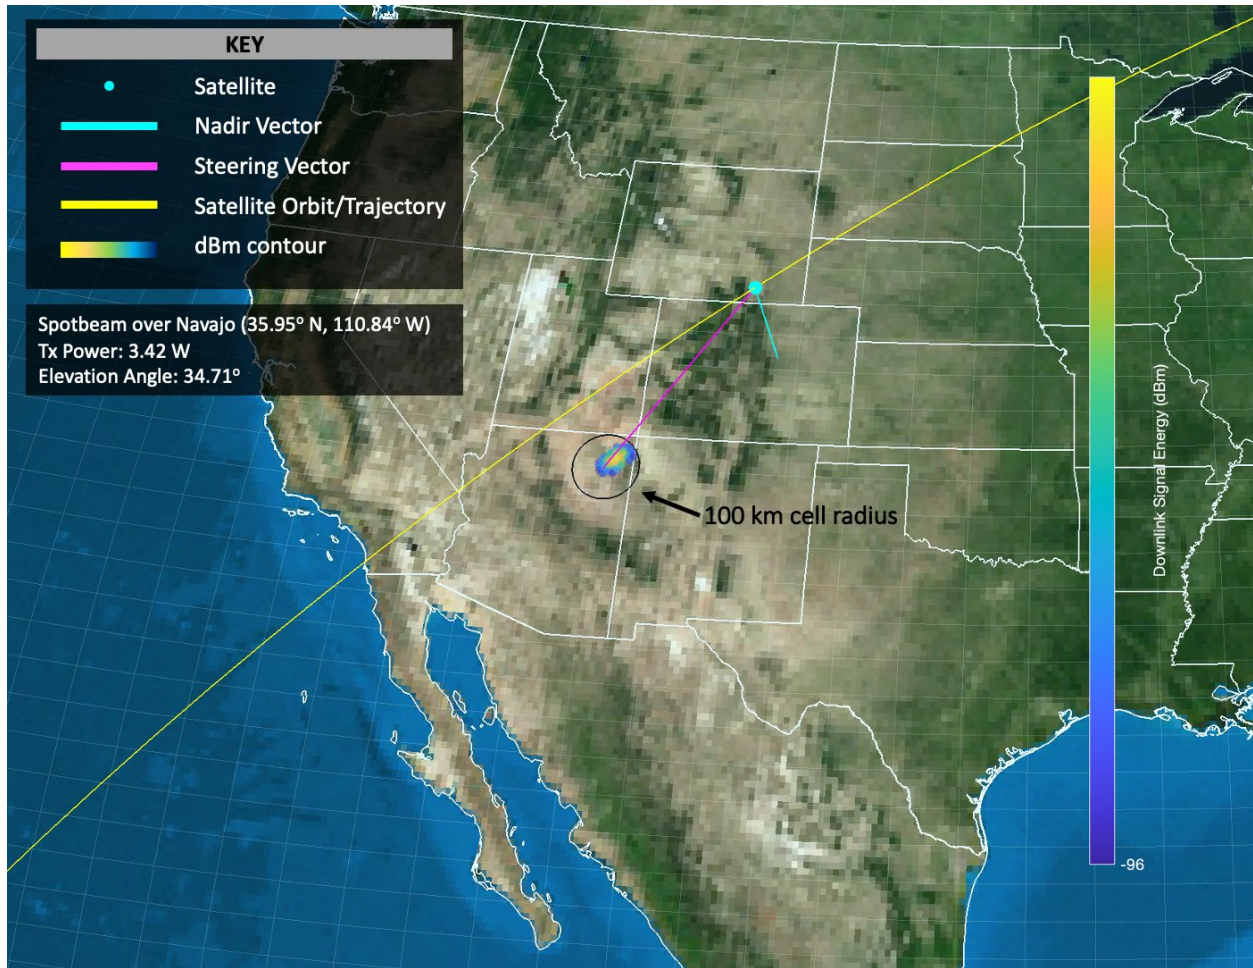 KEY
Satellite
Nadir Vector
Steering Vector
Satellite Orbit/Trajectory
dBm contour
Spotbeam over Navajo (35.95° N, 110.84° W)
Tx Power: 3.42 W
Elevation Angle: 34.71°
100 km cell radius
Downlink Signal Energy (dBm)
-96